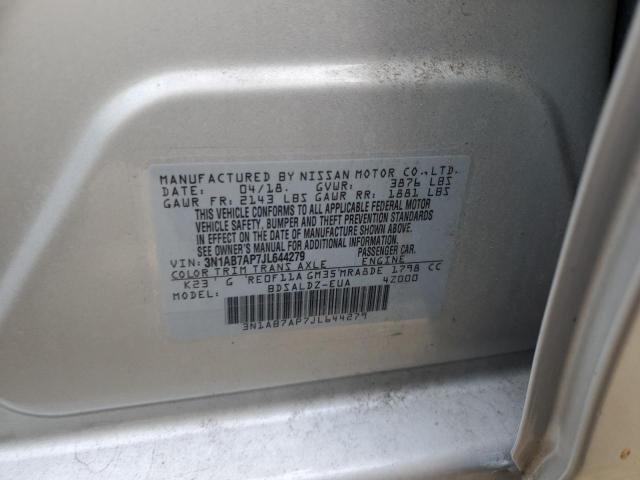 MANUFACTURED BY NISSAN MOTOR CO.,LTD.
DATE: 04/18. GVWR: 3876 LBS
GAWR FR: 2143 LBS GAWR RR: 1881 LBS
THIS VEHICLE CONFORMS TO ALL APPLICABLE FEDERAL MOTOR
VEHICLE SAFETY, BUMPER AND THEFT PREVENTION STANDARDS
IN EFFECT ON THE DATE OF MANUFACTURE SHOWN ABOVE.
SEE OWNER'S MANUAL OR ADDITIONAL INFO.
VIN: 3N1AB7AP7JL644279 PASSENGER CAR.
COLOR TRIM TRANS AXLE ENGINE
K23 G RE0F11A GM35 MRA8DE 1798 CC
MODEL: BDSALDZ-EUA 42000
3N1AB7AP7JL644279